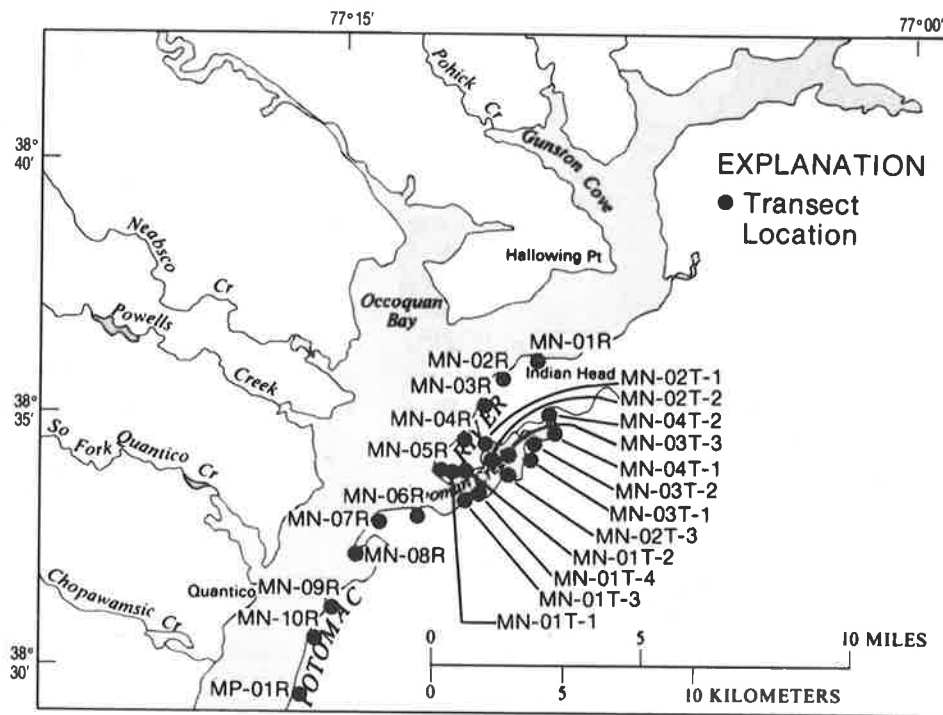 77°15'
77°00'
38°
40'
38°
35'
38°
30'
Pohick
Cr
Gunston
Cove
EXPLANATION
● Transect
Location
Hallowing Pt
Neabsco
Cr
Occoquan
Bay
Powells
Creek
So Fork
Quantico
Cr
Chopawamsic
Cr
Quantico
POTOMAC
Indian Head
MN-01R
MN-02R
MN-03R
MN-04R
MN-05R
MN-06R
MN-07R
MN-08R
MN-09R
MN-10R
MP-01R
MN-02T-1
MN-02T-2
MN-04T-2
MN-03T-3
MN-04T-1
MN-03T-2
MN-03T-1
MN-02T-3
MN-01T-2
MN-01T-4
MN-01T-3
MN-01T-1
0 5 10 MILES
0 5 10 KILOMETERS